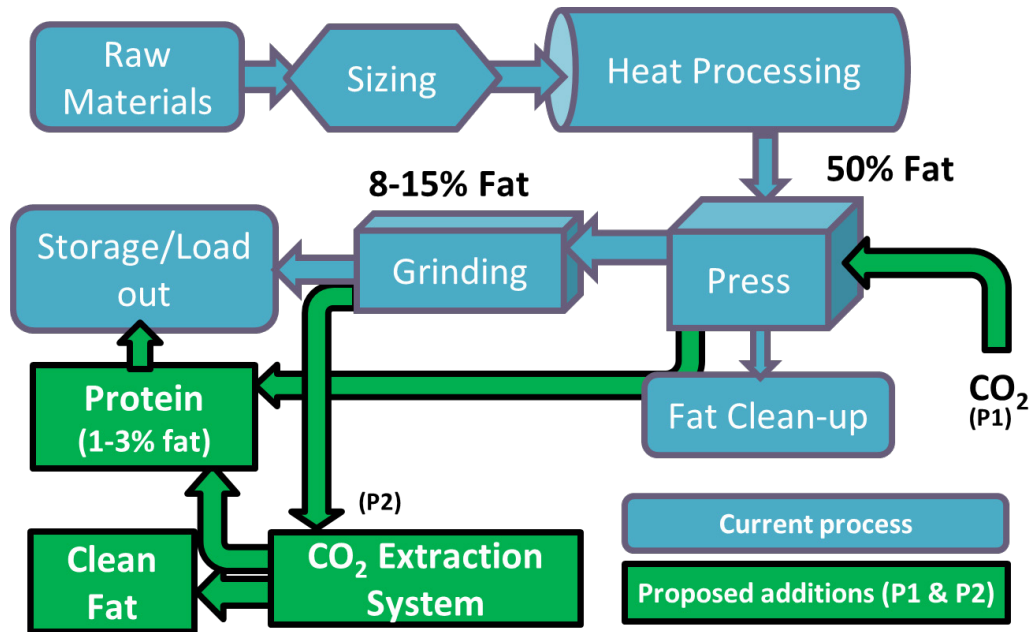 Raw
Materials
Sizing
Heat Processing
50% Fat
8-15% Fat
Storage/Load
out
Grinding
Press
CO₂
(P1)
Protein
(1-3% fat)
Fat Clean-up
(P2)
Clean
Fat
CO₂ Extraction
System
Current process
Proposed additions (P1 & P2)